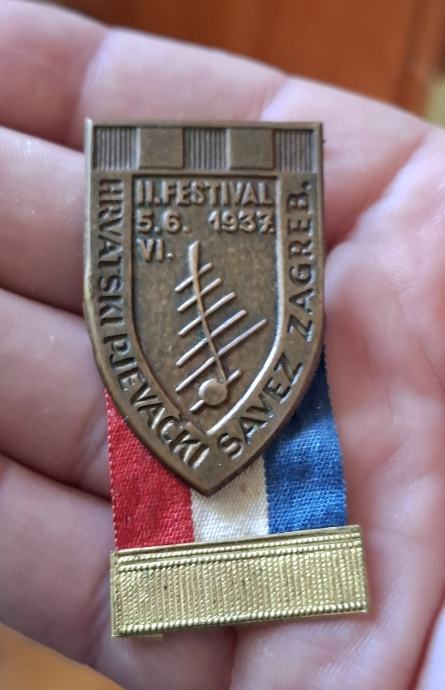 II. FESTIVAL
5.6. 1937.
VI.
HRVATSKI PJEVAČKI SAVEZ ZAGREB.